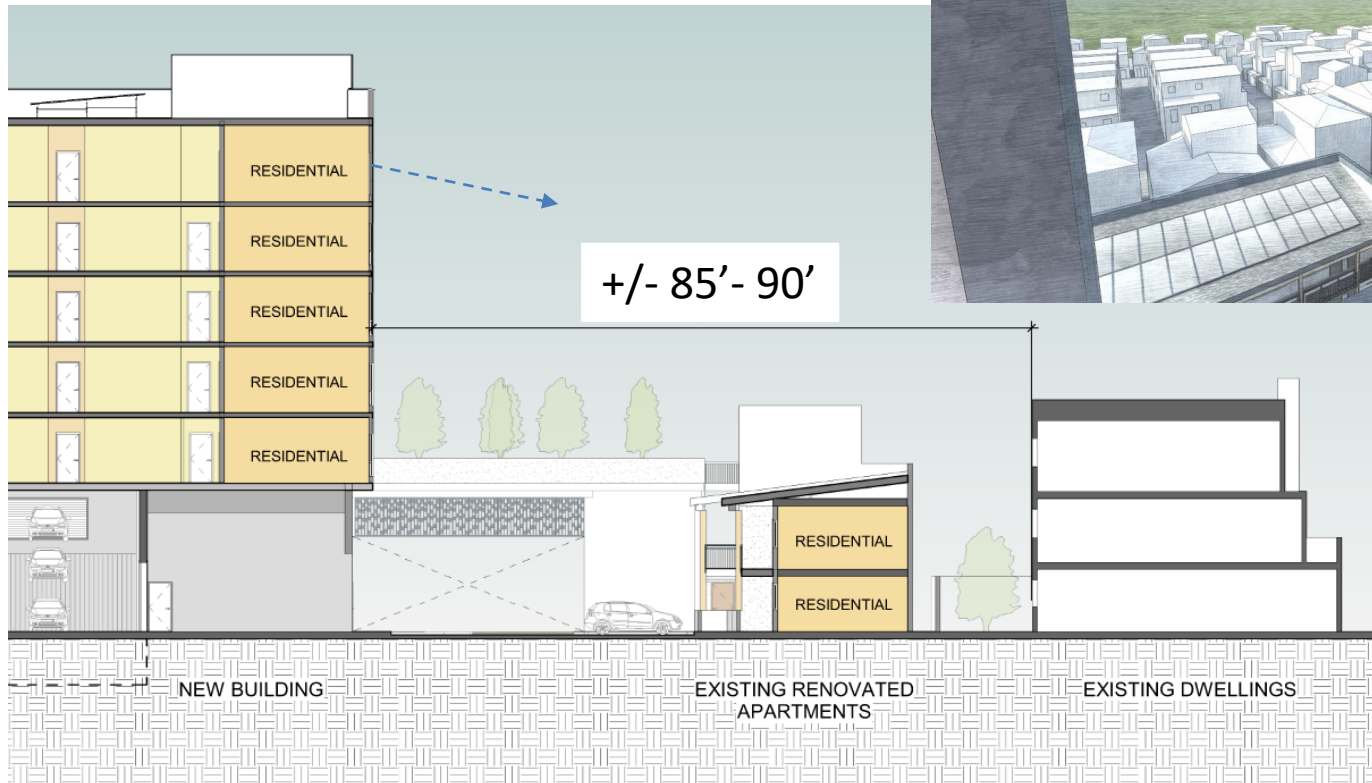 RESIDENTIAL
RESIDENTIAL
+/- 85’- 90’
RESIDENTIAL
RESIDENTIAL
RESIDENTIAL
RESIDENTIAL
RESIDENTIAL
NEW BUILDING
EXISTING RENOVATED
APARTMENTS
EXISTING DWELLINGS